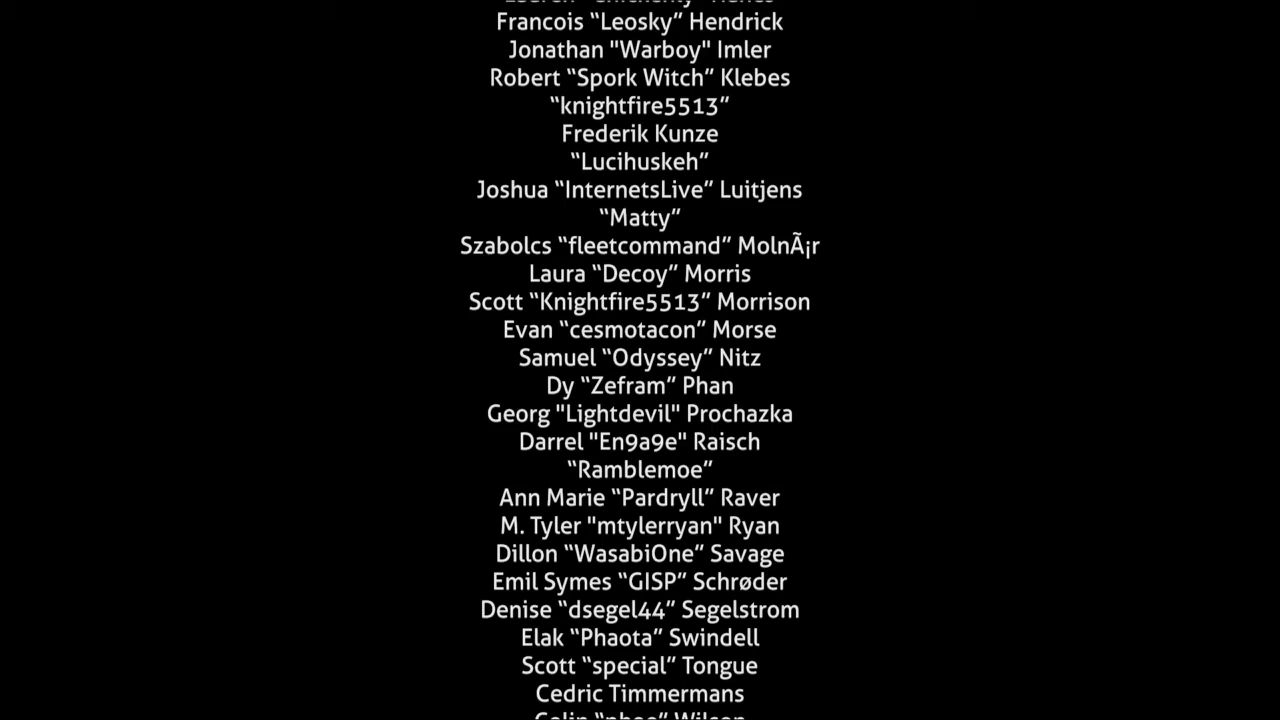 Francois “Leosky” Hendrick
Jonathan "Warboy" Imler
Robert “Spork Witch” Klebes
“knightfire5513”
Frederik Kunze
“Lucihuskeh”
Joshua “InternetsLive” Luitjens
“Matty”
Szabolcs “fleetcommand” MolnÃ¡r
Laura “Decoy” Morris
Scott “Knightfire5513” Morrison
Evan “cesmotacon” Morse
Samuel “Odyssey” Nitz
Dy “Zefram” Phan
Georg "Lightdevil" Prochazka
Darrel "En9a9e" Raisch
“Ramblemoe”
Ann Marie “Pardryll” Raver
M. Tyler "mtylerryan" Ryan
Dillon “WasabiOne” Savage
Emil Symes “GISP” Schrøder
Denise “dsegel44” Segelstrom
Elak “Phaota” Swindell
Scott “special” Tongue
Cedric Timmermans